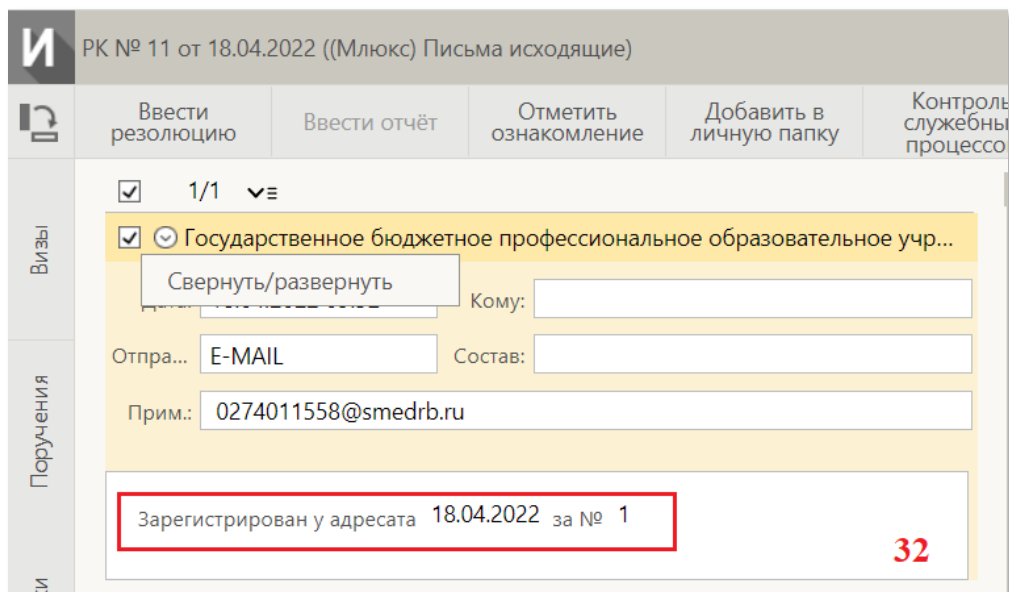 И
РК № 11 от 18.04.2022 ((Млюкс) Письма исходящие)
Ввести
резолюцию
Ввести отчёт
Отметить
ознакомление
Добавить в
личную папку
Контроль
служебны
процессо
1/1
Визы
Государственное бюджетное профессиональное образовательное учр...
Свернуть/развернуть
Кому:
Отпра... E-MAIL Состав:
Поручения
Прим.: 0274011558@smedrb.ru
Зарегистрирован у адресата 18.04.2022 за № 1
32